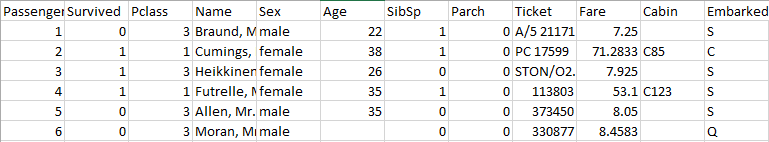 Passenger Survived Pclass Name Sex Age SibSp Parch Ticket Fare Cabin Embarked
1 0 3 Braund, M male 22 1 0 A/5 21171 7.25 S
2 1 1 Cumings, female 38 1 0 PC 17599 71.2833 C85 C
3 1 3 Heikkinen female 26 0 0 STON/O2. 7.925 S
4 1 1 Futrelle, M female 35 1 0 113803 53.1 C123 S
5 0 3 Allen, Mr. male 35 0 0 373450 8.05 S
6 0 3 Moran, Mr male 0 0 330877 8.4583 Q